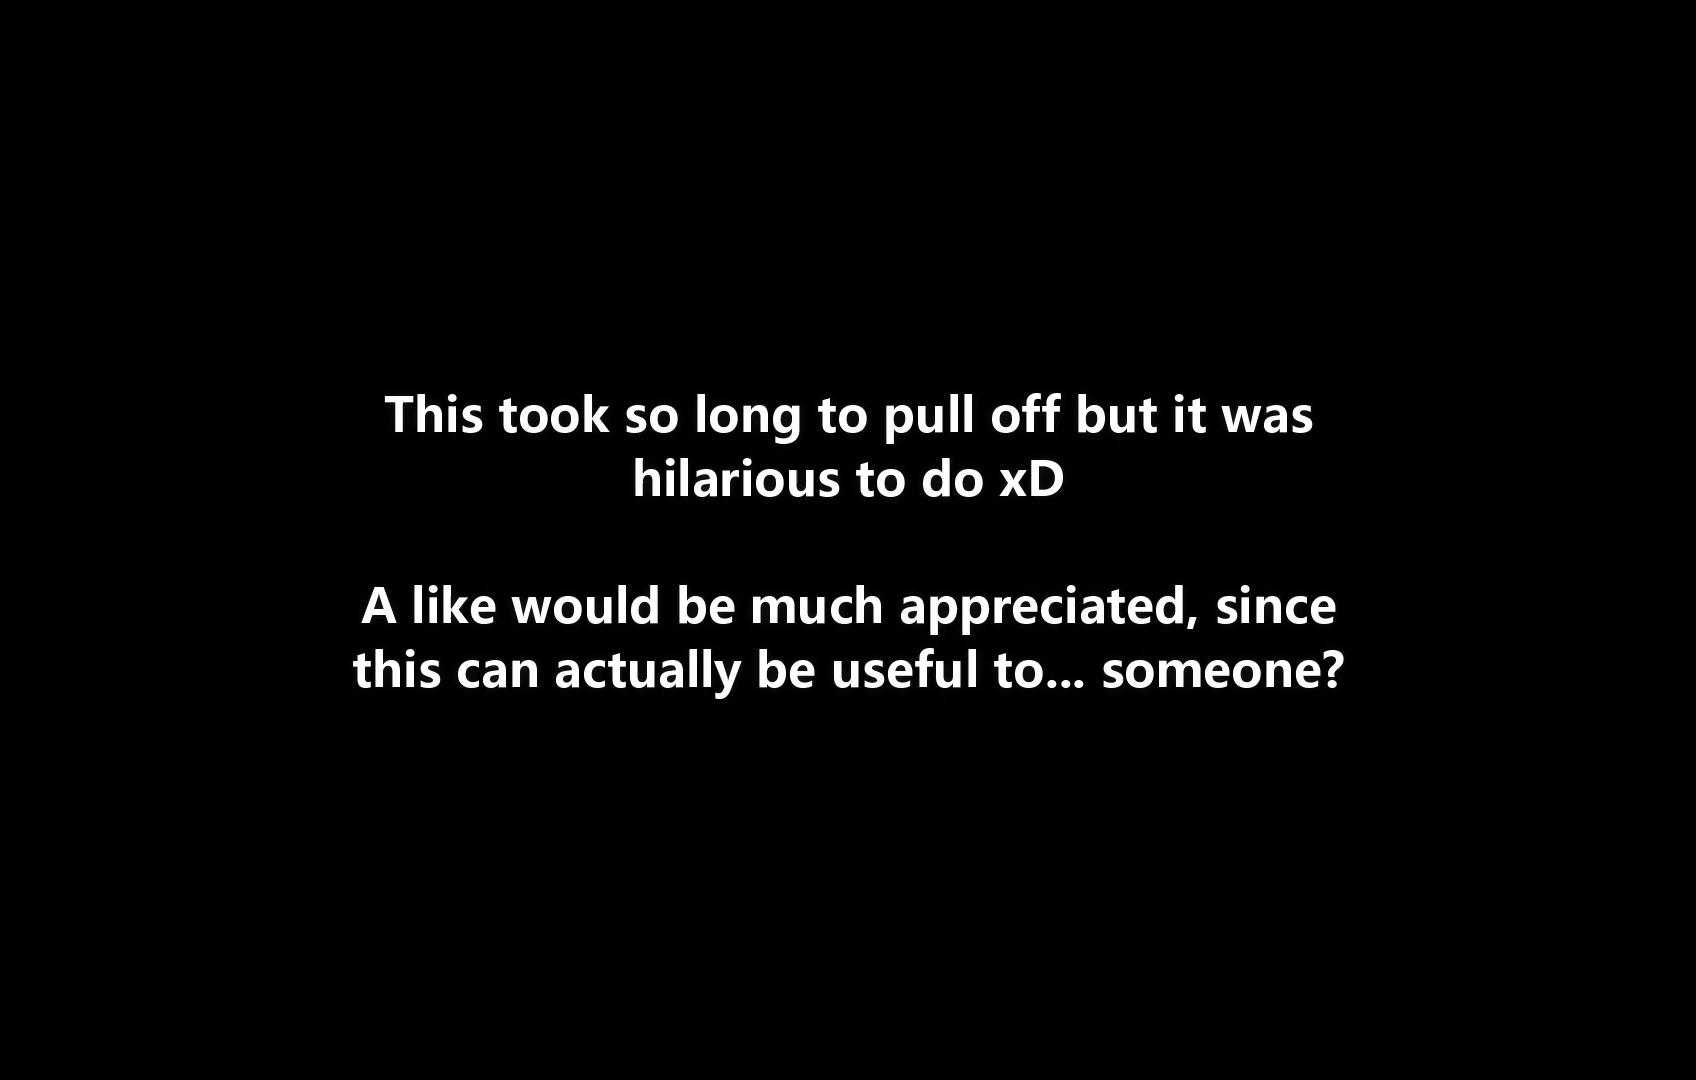 This took so long to pull off but it was
hilarious to do xD
A like would be much appreciated, since
this can actually be useful to... someone?